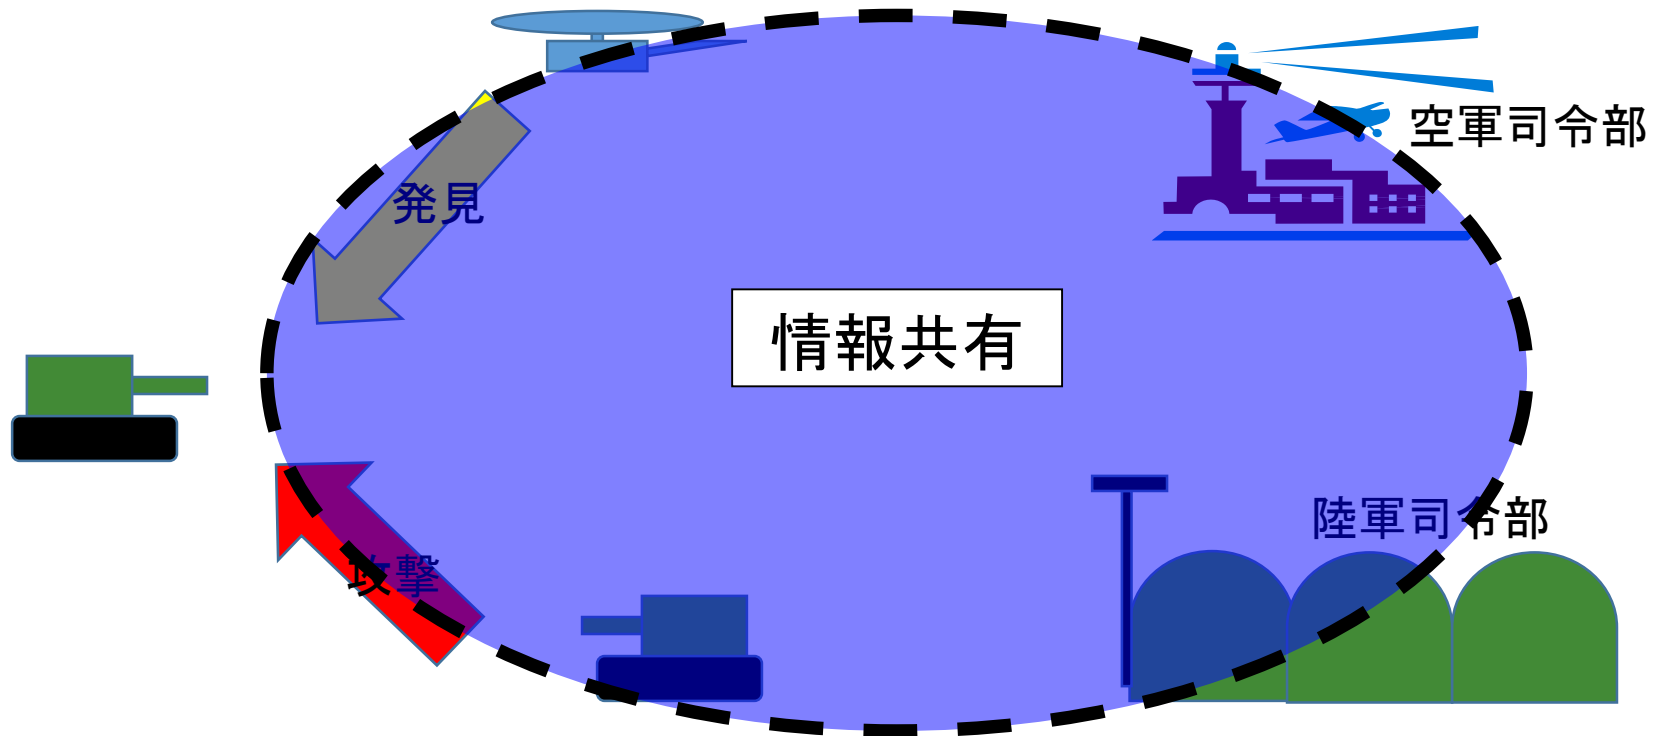 空軍司令部
発見
情報共有
陸軍司令部
攻撃